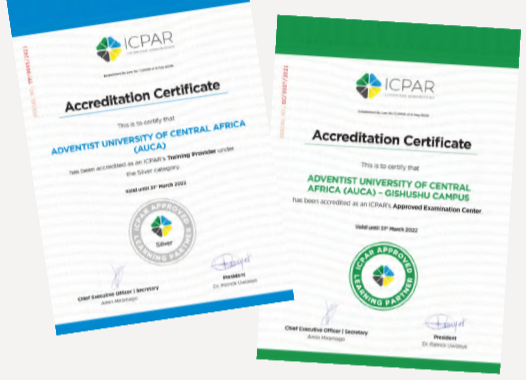 ICPAR
Accreditation Certificate
This is to certify that
ADVENTIST UNIVERSITY OF CENTRAL AFRICA
(AUCA)
has been accredited as an ICPAR's Training Provider under
the Silver category.
Valid until 31st March 2022
ICPAR APPROVED
Silver
LEARNING PARTNER
Chief Executive Officer | Secretary
Amin Miramago
President
Dr. Patrick Uwizeye
ICPAR
Accreditation Certificate
This is to certify that
ADVENTIST UNIVERSITY OF CENTRAL
AFRICA (AUCA) – GISHUSHU CAMPUS
has been accredited as an ICPAR's Approved Examination Center
Valid until 31st March 2022
ICPAR APPROVED
LEARNING PARTNER
Chief Executive Officer | Secretary
Amin Miramago
President
Dr. Patrick Uwizeye